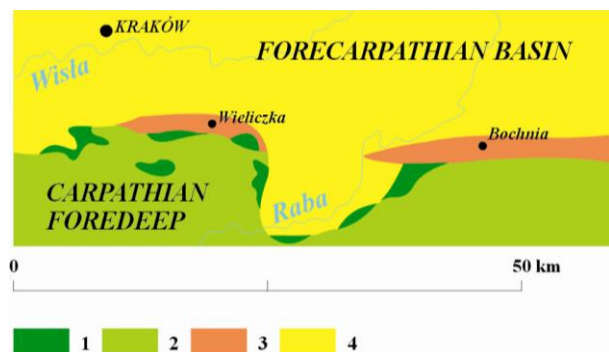 KRAKÓW
FORECARPATHIAN BASIN
Wisła
Wieliczka
Bochnia
CARPATHIAN
FOREDEEP
Raba
0 50 km
1 2 3 4